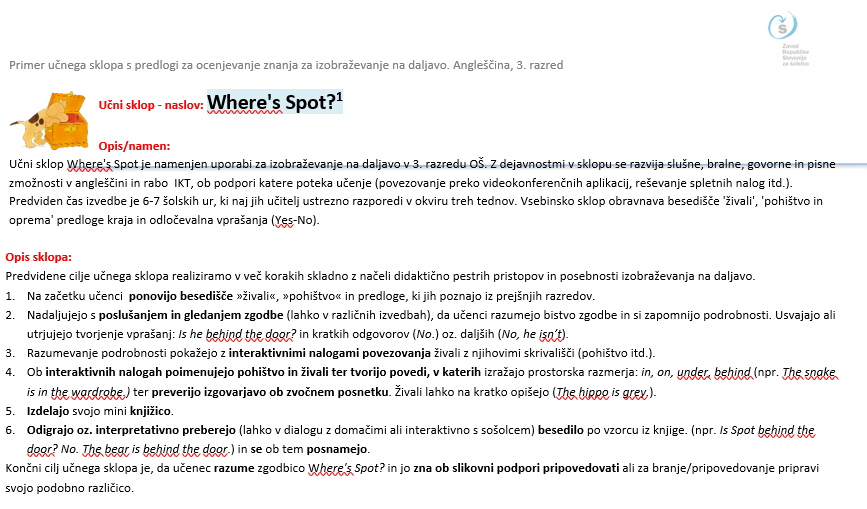 Zavod
Republike
Slovenije
za šolstvo
Primer učnega sklopa s predlogi za ocenjevanje znanja za izobraževanje na daljavo. Angleščina, 3. razred
Učni sklop - naslov: Where's Spot?1
Opis/namen:
Učni sklop Where's Spot je namenjen uporabi za izobraževanje na daljavo v 3. razredu OŠ. Z dejavnostmi v sklopu se razvija slušne, bralne, govorne in pisne
zmožnosti v angleščini in rabo IKT, ob podpori katere poteka učenje (povezovanje preko videokonferenčnih aplikacij, reševanje spletnih nalog itd.).
Predviden čas izvedbe je 6-7 šolskih ur, ki naj jih učitelj ustrezno razporedi v okviru treh tednov. Vsebinsko sklop obravnava besedišče 'živali', 'pohištvo in
oprema' predloge kraja in odločevalna vprašanja (Yes-No).
Opis sklopa:
Predvidene cilje učnega sklopa realiziramo v več korakih skladno z načeli didaktično pestrih pristopov in posebnosti izobraževanja na daljavo.
1. Na začetku učenci ponovijo besedišče »živali«, »pohištvo« in predloge, ki jih poznajo iz prejšnjih razredov.
2. Nadaljujejo s poslušanjem in gledanjem zgodbe (lahko v različnih izvedbah), da učenci razumejo bistvo zgodbe in si zapomnijo podrobnosti. Usvajajo ali
utrjujejo tvorjenje vprašanj: Is he behind the door? in kratkih odgovorov (No.) oz. daljših (No, he isn't).
3. Razumevanje podrobnosti pokažejo z interaktivnimi nalogami povezovanja živali z njihovimi skrivališči (pohištvo itd.).
4. Ob interaktivnih nalogah poimenujejo pohištvo in živali ter tvorijo povedi, v katerih izražajo prostorska razmerja: in, on, under, behind (npr. The snake
is in the wardrobe.) ter preverijo izgovarjavo ob zvočnem posnetku. Živali lahko na kratko opišejo (The hippo is grey.).
5. Izdelajo svojo mini knjižico.
6. Odigrajo oz. interpretativno preberejo (lahko v dialogu z domačimi ali interaktivno s sošolcem) besedilo po vzorcu iz knjige. (npr. Is Spot behind the
door? No. The bear is behind the door.) in se ob tem posnamejo.
Končni cilj učnega sklopa je, da učenec razume zgodbico Where's Spot? in jo zna ob slikovni podpori pripovedovati ali za branje/pripovedovanje pripravi
svojo podobno različico.